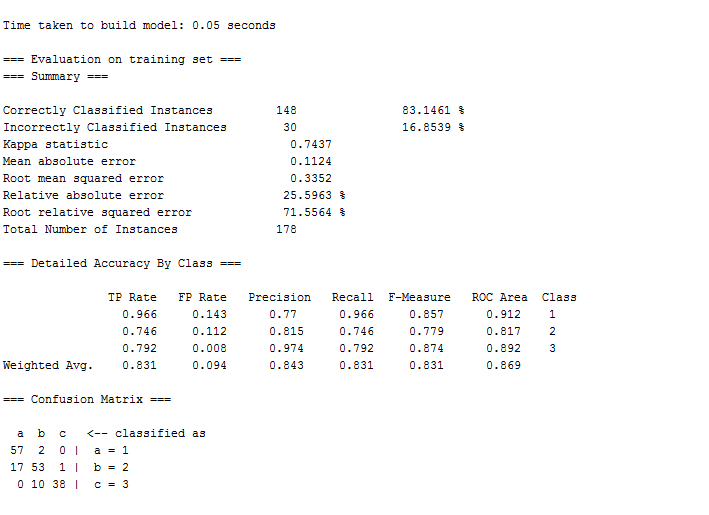 Time taken to build model: 0.05 seconds
=== Evaluation on training set ===
=== Summary ===
Correctly Classified Instances 148 83.1461 %
Incorrectly Classified Instances 30 16.8539 %
Kappa statistic 0.7437
Mean absolute error 0.1124
Root mean squared error 0.3352
Relative absolute error 25.5963 %
Root relative squared error 71.5564 %
Total Number of Instances 178
=== Detailed Accuracy By Class ===
TP Rate FP Rate Precision Recall F-Measure ROC Area Class
0.966 0.143 0.77 0.966 0.857 0.912 1
0.746 0.112 0.815 0.746 0.779 0.817 2
0.792 0.008 0.974 0.792 0.874 0.892 3
Weighted Avg. 0.831 0.094 0.843 0.831 0.831 0.869
=== Confusion Matrix ===
a b c <-- classified as
57 2 0 | a = 1
17 53 1 | b = 2
0 10 38 | c = 3